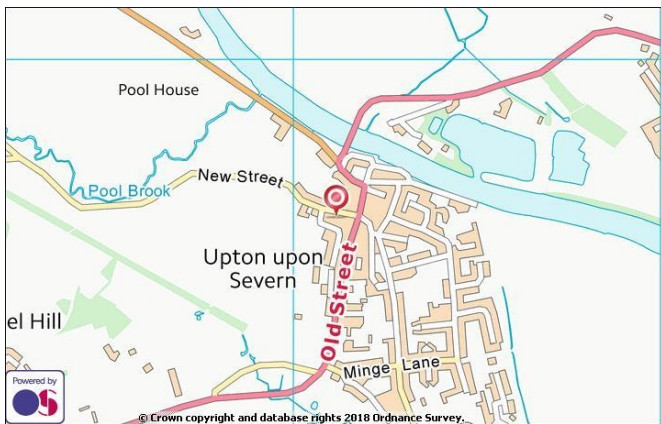 Pool House
New Street
Pool Brook
Upton upon
Severn
Old Street
el Hill
Minge Lane
Powered by
OS
© Crown copyright and database rights 2018 Ordnance Survey.